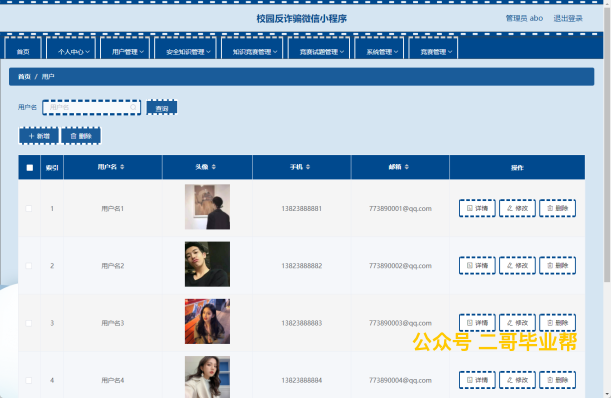 校园反诈骗微信小程序
管理员 abo 退出登录
首页 个人中心 用户管理 安全知识管理 知识竞赛管理 竞赛试题管理 系统管理 竞赛管理
首页 / 用户
用户名 用户名 查询
+ 新增 删除
索引 用户名 头像 手机 邮箱 操作
1 用户名1 13823888881 773890001@qq.com 详情 修改 删除
2 用户名2 13823888882 773890002@qq.com 详情 修改 删除
3 用户名3 13823888883 773890003@qq.com 详情 修改 删除
公众号 二哥毕业帮
4 用户名4 13823888884 773890004@qq.com 详情 修改 删除